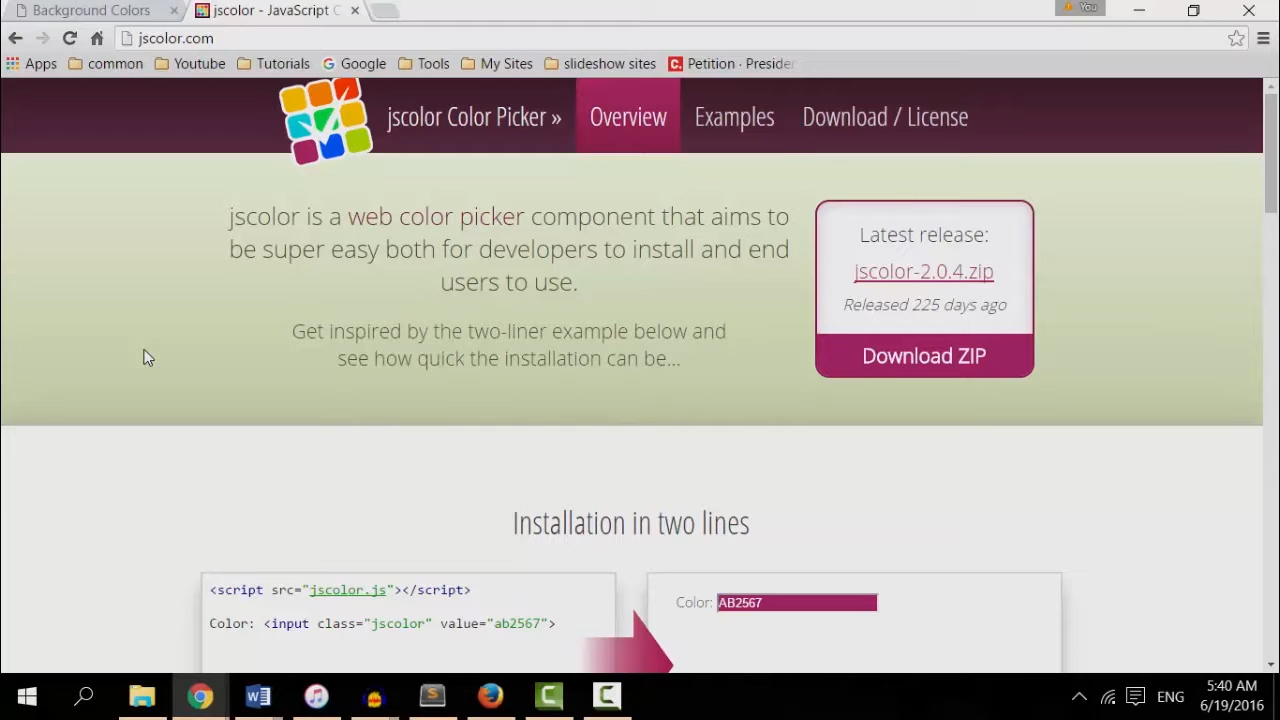 Background Colors
jscolor - JavaScript C
You
jscolor.com
Apps common Youtube Tutorials Google Tools My Sites slideshow sites Petition · Presiden
jscolor Color Picker » Overview Examples Download / License
jscolor is a web color picker component that aims to
be super easy both for developers to install and end
users to use.
Get inspired by the two-liner example below and
see how quick the installation can be...
Latest release:
jscolor-2.0.4.zip
Released 225 days ago
Download ZIP
Installation in two lines
<script src="jscolor.js"></script>
Color: <input class="jscolor" value="ab2567">
Color: AB2567
ENG
5:40 AM
6/19/2016